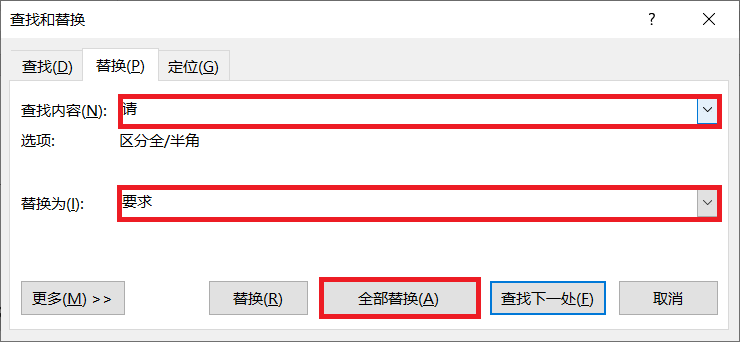 查找和替换
查找(D) 替换(P) 定位(G)
查找内容(N): 请
选项: 区分全/半角
替换为(I): 要求
更多(M) >> 替换(R) 全部替换(A) 查找下一处(F) 取消